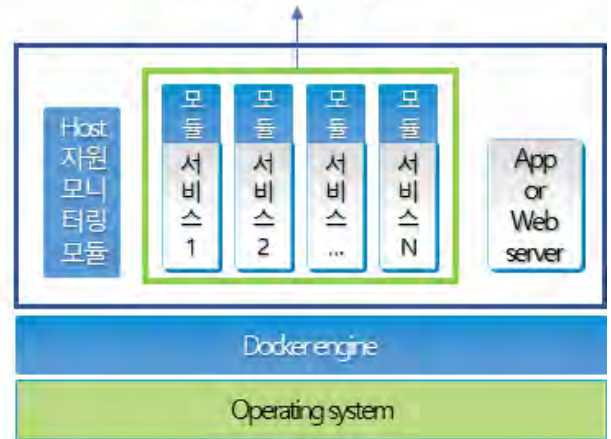 Host
자원
모니
터링
모듈
모
듈
서
비
스
1
모
듈
서
비
스
2
모
듈
서
비
스
...
모
듈
서
비
스
N
App
or
Web
server
Docker engine
Operating system